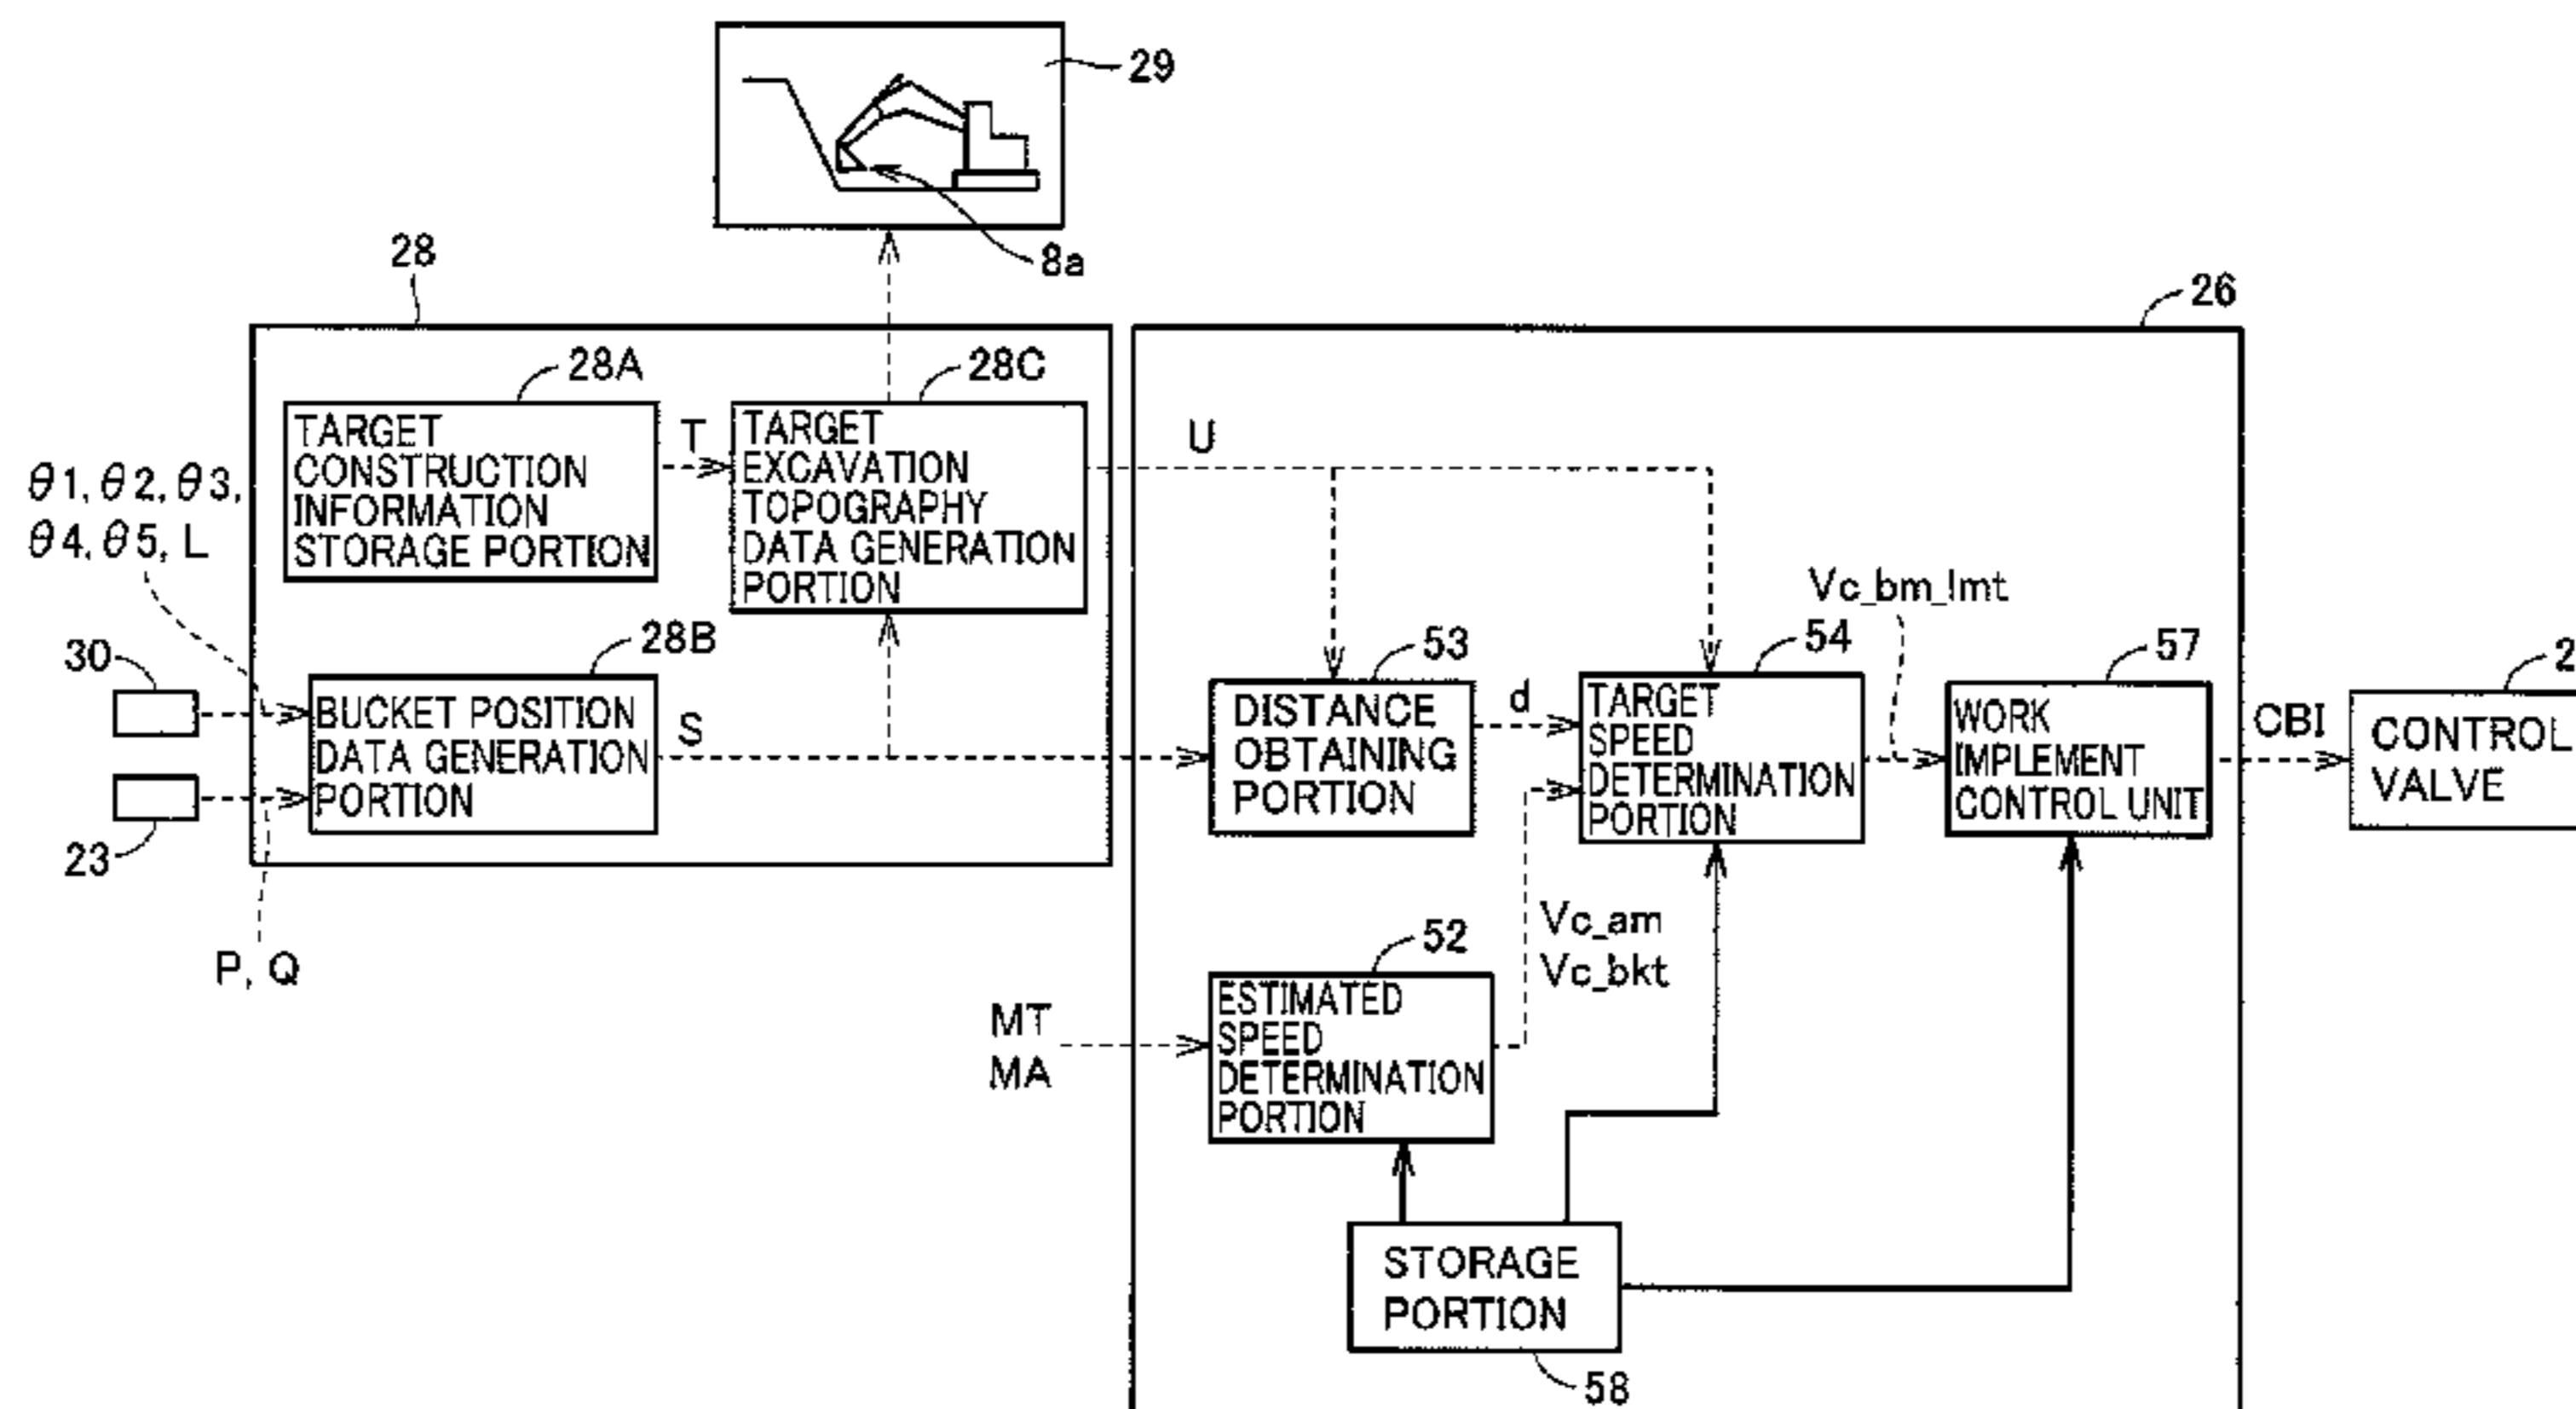 29
8a
28
26
28A
28C
TARGET
CONSTRUCTION
INFORMATION
STORAGE PORTION
T
TARGET
EXCAVATION
TOPOGRAPHY
DATA GENERATION
PORTION
U
θ1, θ2, θ3,
θ4, θ5, L
30
23
P, Q
28B
BUCKET POSITION
DATA GENERATION
PORTION
S
53
DISTANCE
OBTAINING
PORTION
d
54
TARGET
SPEED
DETERMINATION
PORTION
Vc_bm_lmt
57
WORK
IMPLEMENT
CONTROL UNIT
CBI
2
CONTROL
VALVE
MT
MA
52
ESTIMATED
SPEED
DETERMINATION
PORTION
Vc_am
Vc_bkt
STORAGE
PORTION
58